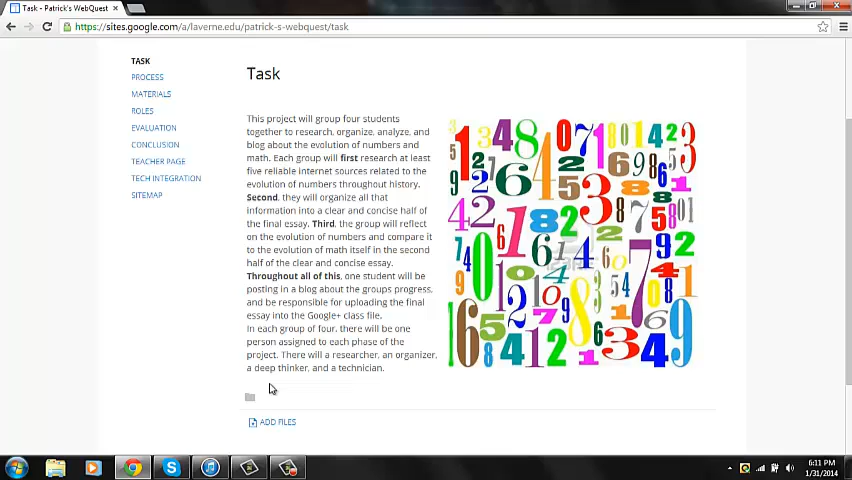 Task - Patrick's WebQuest
https://sites.google.com/a/laverne.edu/patrick-s-webquest/task
TASK
PROCESS
MATERIALS
ROLES
EVALUATION
CONCLUSION
TEACHER PAGE
TECH INTEGRATION
SITEMAP
Task
This project will group four students
together to research, organize, analyze, and
blog about the evolution of numbers and
math. Each group will first research at least
five reliable internet sources related to the
evolution of numbers throughout history.
Second, they will organize all that
information into a clear and concise half of
the final essay. Third, the group will reflect
on the evolution of numbers and compare it
to the evolution of math itself in the second
half of the clear and concise essay.
Throughout all of this, one student will be
posting in a blog about the groups progress,
and be responsible for uploading the final
essay into the Google+ class file.
In each group of four, there will be one
person assigned to each phase of the
project. There will a researcher, an organizer,
a deep thinker, and a technician.
ADD FILES
6:11 PM
1/31/2014